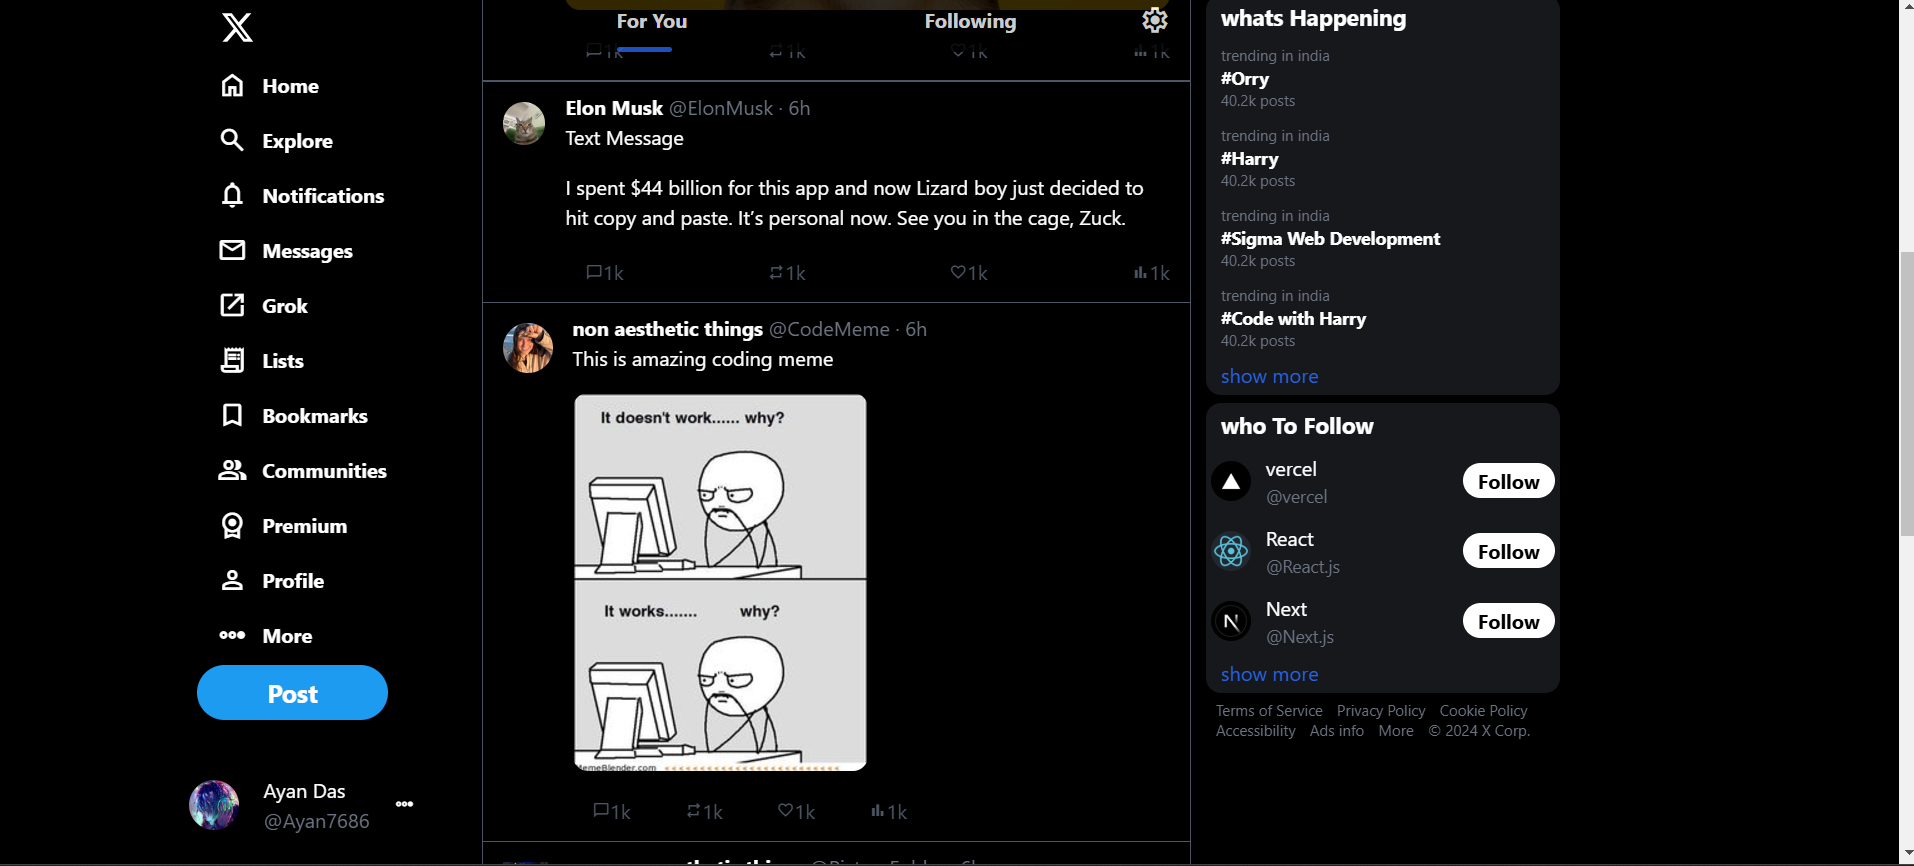 Home
Explore
Notifications
Messages
Grok
Lists
Bookmarks
Communities
Premium
Profile
More
Post
Ayan Das
@Ayan7686
For You
Following
1k 1k 1k 1k
Elon Musk @ElonMusk · 6h
Text Message
I spent $44 billion for this app and now Lizard boy just decided to
hit copy and paste. It's personal now. See you in the cage, Zuck.
1k 1k 1k 1k
non aesthetic things @CodeMeme · 6h
This is amazing coding meme
It doesn't work...... why?
It works....... why?
MemeBlender.com
1k 1k 1k 1k
whats Happening
trending in india
#Orry
40.2k posts
trending in india
#Harry
40.2k posts
trending in india
#Sigma Web Development
40.2k posts
trending in india
#Code with Harry
40.2k posts
show more
who To Follow
vercel
@vercel
Follow
React
@React.js
Follow
Next
@Next.js
Follow
show more
Terms of Service Privacy Policy Cookie Policy
Accessibility Ads info More © 2024 X Corp.